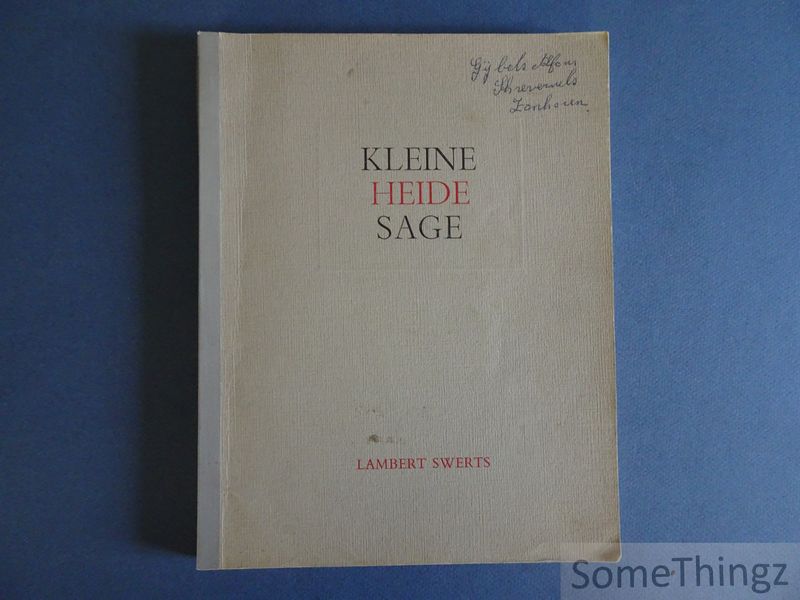 Gijbels Alfons
Zonhoven
KLEINE
HEIDE
SAGE
LAMBERT SWERTS
SomeThingz